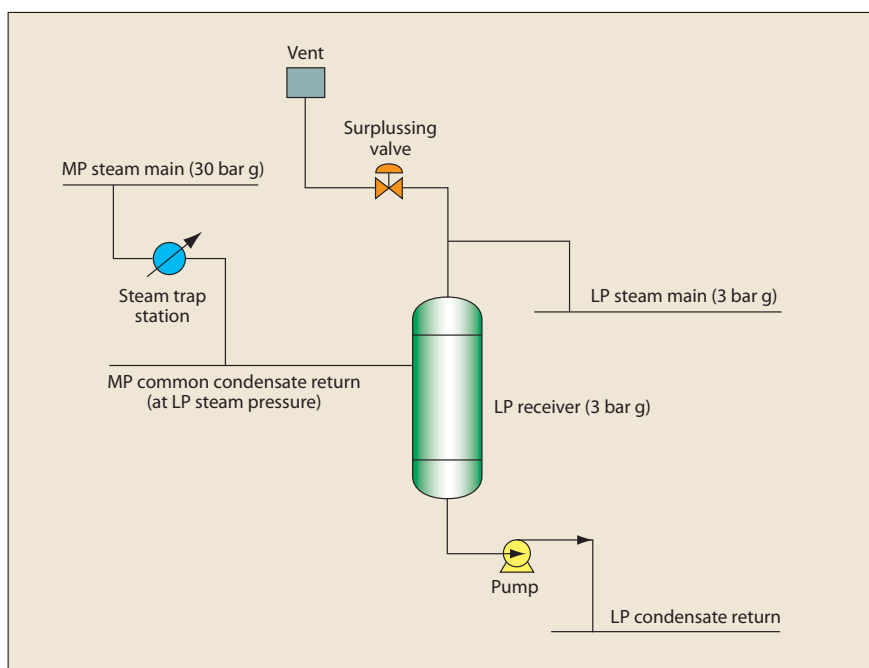 Vent
Surplussing
valve
MP steam main (30 bar g)
Steam trap
station
LP steam main (3 bar g)
MP common condensate return
(at LP steam pressure)
LP receiver (3 bar g)
Pump
LP condensate return